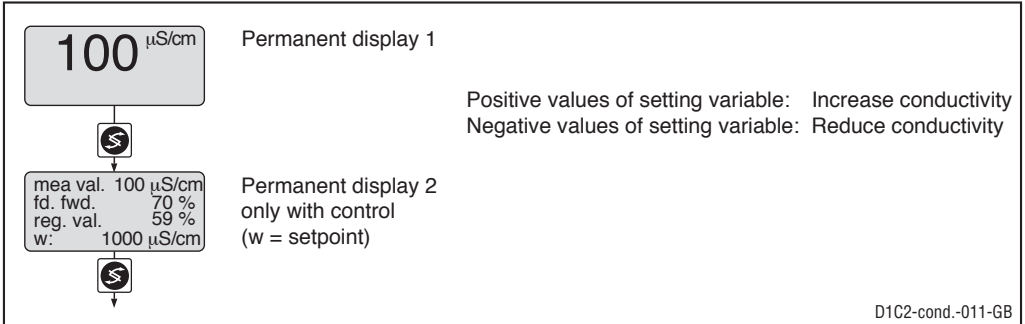 100 µS/cm
Permanent display 1
Positive values of setting variable: Increase conductivity
Negative values of setting variable: Reduce conductivity
mea val. 100 µS/cm
fd. fwd. 70 %
reg. val. 59 %
w: 1000 µS/cm
Permanent display 2
only with control
(w = setpoint)
D1C2-cond.-011-GB